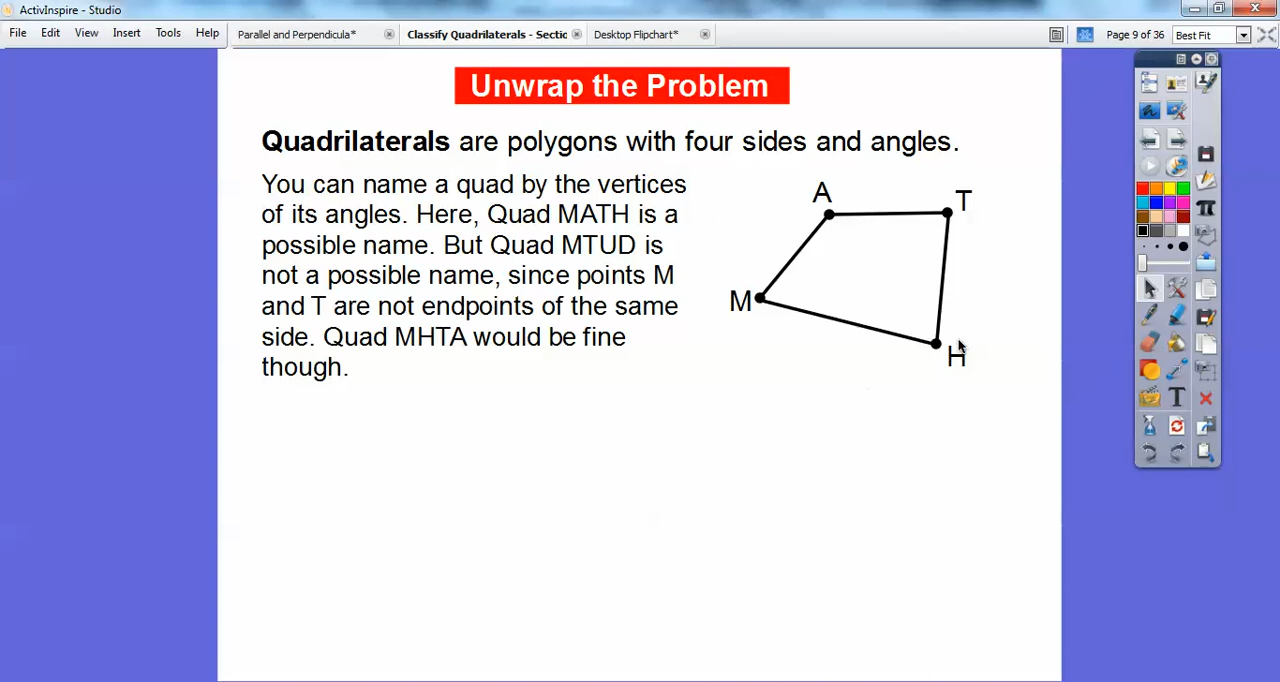 ActivInspire - Studio
File Edit View Insert Tools Help
Parallel and Perpendicula* Classify Quadrilaterals - Sectic Desktop Flipchart*
Page 9 of 36 Best Fit
Unwrap the Problem
Quadrilaterals are polygons with four sides and angles.
You can name a quad by the vertices
of its angles. Here, Quad MATH is a
possible name. But Quad MTUD is
not a possible name, since points M
and T are not endpoints of the same
side. Quad MHTA would be fine
though.
A
T
M
H